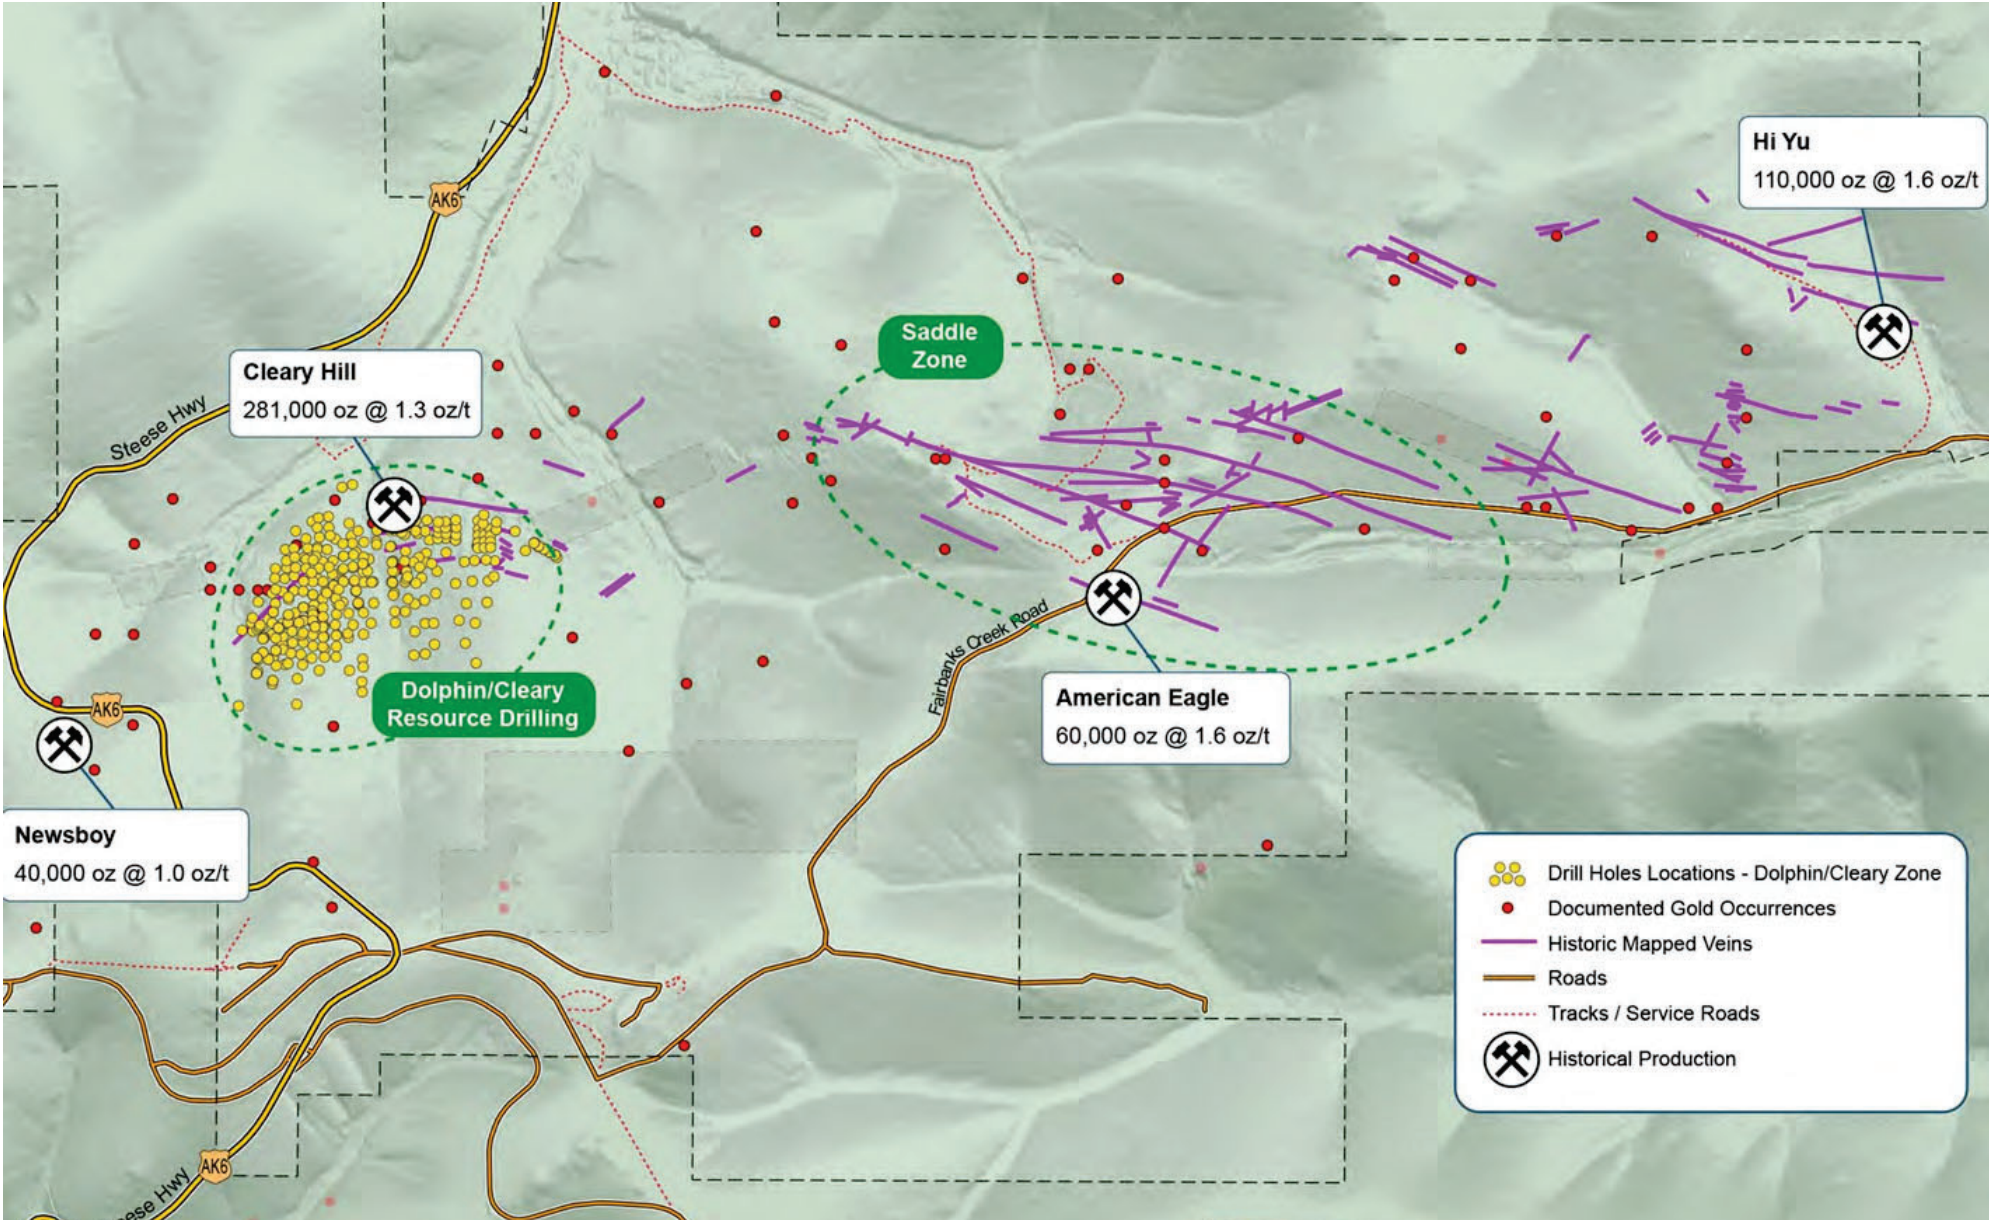 AK6
Hi Yu
110,000 oz @ 1.6 oz/t
Saddle
Zone
Cleary Hill
281,000 oz @ 1.3 oz/t
Steese Hwy
Fairbanks Creek Road
Dolphin/Cleary
Resource Drilling
American Eagle
60,000 oz @ 1.6 oz/t
AK6
Newsboy
40,000 oz @ 1.0 oz/t
Drill Holes Locations - Dolphin/Cleary Zone
Documented Gold Occurrences
Historic Mapped Veins
Roads
Tracks / Service Roads
Historical Production
AK6
eese Hwy